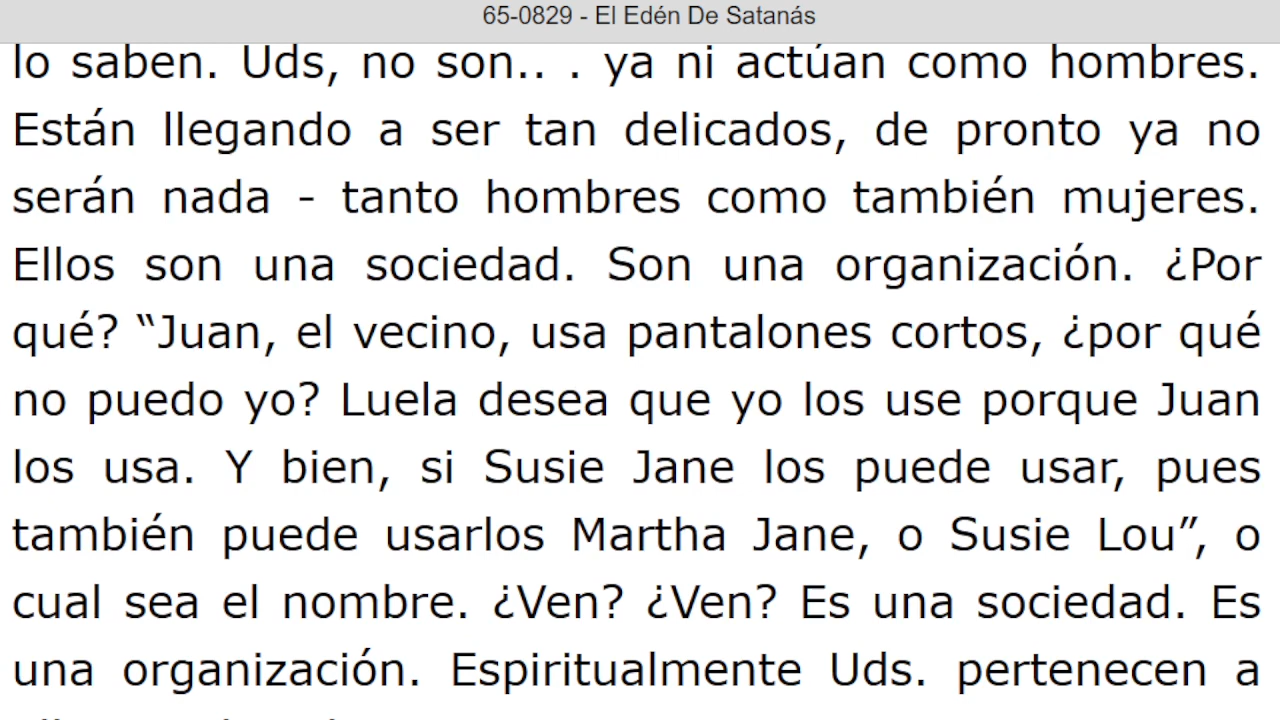 65-0829 - El Edén De Satanás
lo saben. Uds, no son.. . ya ni actúan como hombres.
Están llegando a ser tan delicados, de pronto ya no
serán nada - tanto hombres como también mujeres.
Ellos son una sociedad. Son una organización. ¿Por
qué? “Juan, el vecino, usa pantalones cortos, ¿por qué
no puedo yo? Luela desea que yo los use porque Juan
los usa. Y bien, si Susie Jane los puede usar, pues
también puede usarlos Martha Jane, o Susie Lou”, o
cual sea el nombre. ¿Ven? ¿Ven? Es una sociedad. Es
una organización. Espiritualmente Uds. pertenecen a